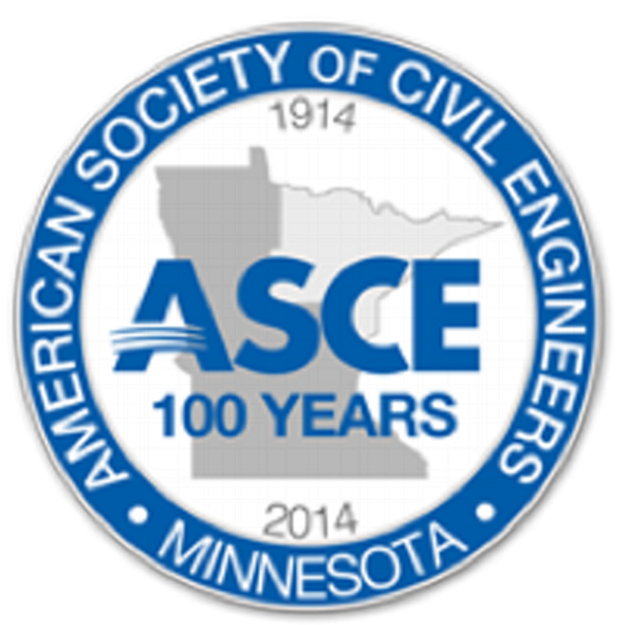 AMERICAN SOCIETY OF CIVIL ENGINEERS
1914
ASCE
100 YEARS
2014
• MINNESOTA •